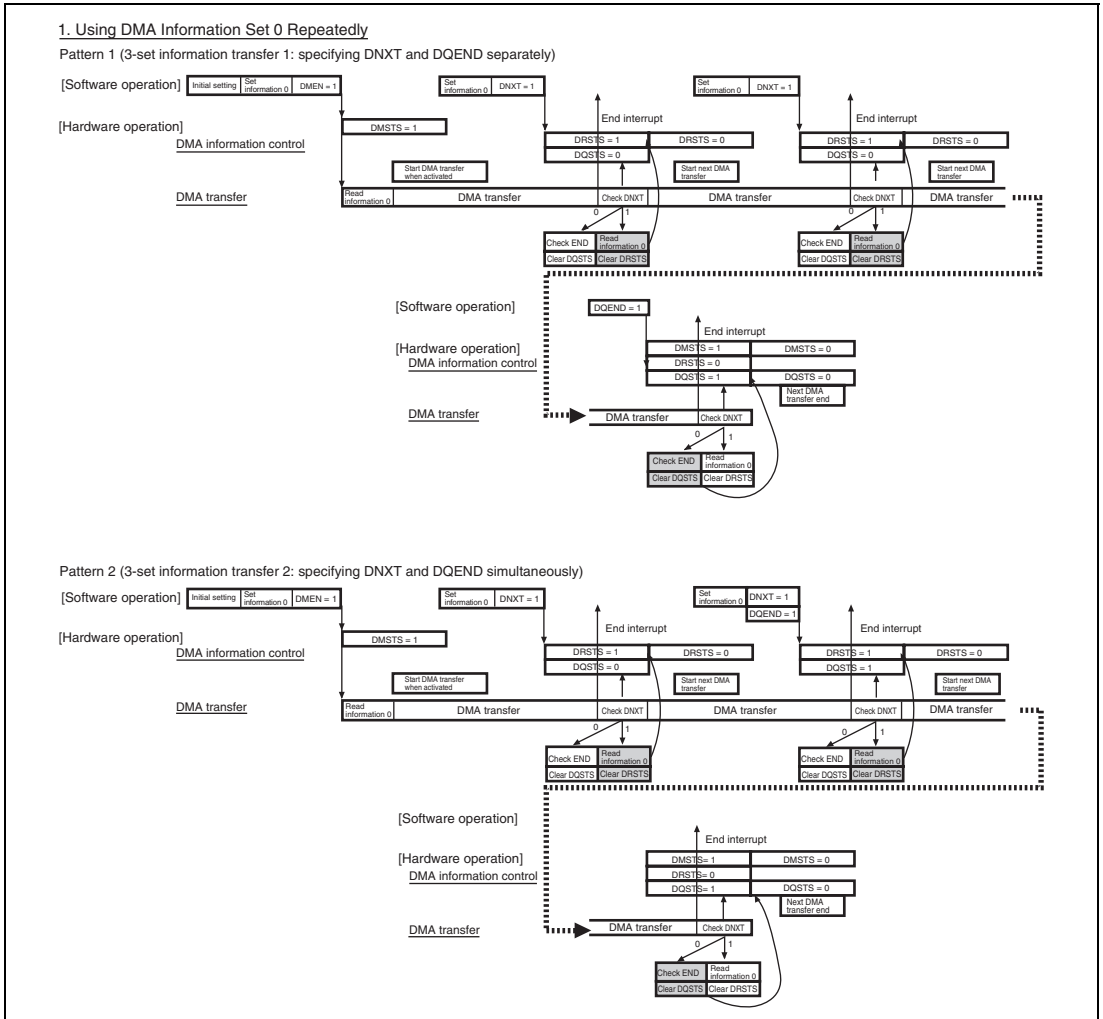 1. Using DMA Information Set 0 Repeatedly
Pattern 1 (3-set information transfer 1: specifying DNXT and DQEND separately)
[Software operation] Initial setting Set information 0 DMEN = 1 Set information 0 DNXT = 1 Set information 0 DNXT = 1
End interrupt End interrupt
[Hardware operation] DMSTS = 1 DRSTS = 1 DRSTS = 0 DRSTS = 1 DRSTS = 0
DMA information control DQSTS = 0 DQSTS = 0
Start DMA transfer when activated Start next DMA transfer Start next DMA transfer
DMA transfer Read information 0 DMA transfer Check DNXT DMA transfer Check DNXT DMA transfer
0 1 0 1
Check END Read information 0 Check END Read information 0
Clear DQSTS Clear DRSTS Clear DQSTS Clear DRSTS
[Software operation] DQEND = 1
End interrupt
[Hardware operation] DMSTS = 1 DMSTS = 0
DMA information control DRSTS = 0
DQSTS = 1 DQSTS = 0
Next DMA transfer end
DMA transfer DMA transfer Check DNXT
0 1
Check END Read information 0
Clear DQSTS Clear DRSTS
Pattern 2 (3-set information transfer 2: specifying DNXT and DQEND simultaneously)
[Software operation] Initial setting Set information 0 DMEN = 1 Set information 0 DNXT = 1 Set information 0 DNXT = 1
DQEND = 1
End interrupt End interrupt
[Hardware operation] DMSTS = 1
DMA information control DRSTS = 1 DRSTS = 0 DRSTS = 1 DRSTS = 0
DQSTS = 0 DQSTS = 1
Start DMA transfer when activated Start next DMA transfer Start next DMA transfer
DMA transfer Read information 0 DMA transfer Check DNXT DMA transfer Check DNXT DMA transfer
0 1 0 1
Check END Read information 0 Check END Read information 0
Clear DQSTS Clear DRSTS Clear DQSTS Clear DRSTS
[Software operation]
End interrupt
[Hardware operation] DMSTS= 1 DMSTS = 0
DMA information control DRSTS= 0
DQSTS= 1 DQSTS = 0
Next DMA transfer end
DMA transfer DMA transfer Check DNXT
0 1
Check END Read information 0
Clear DQSTS Clear DRSTS